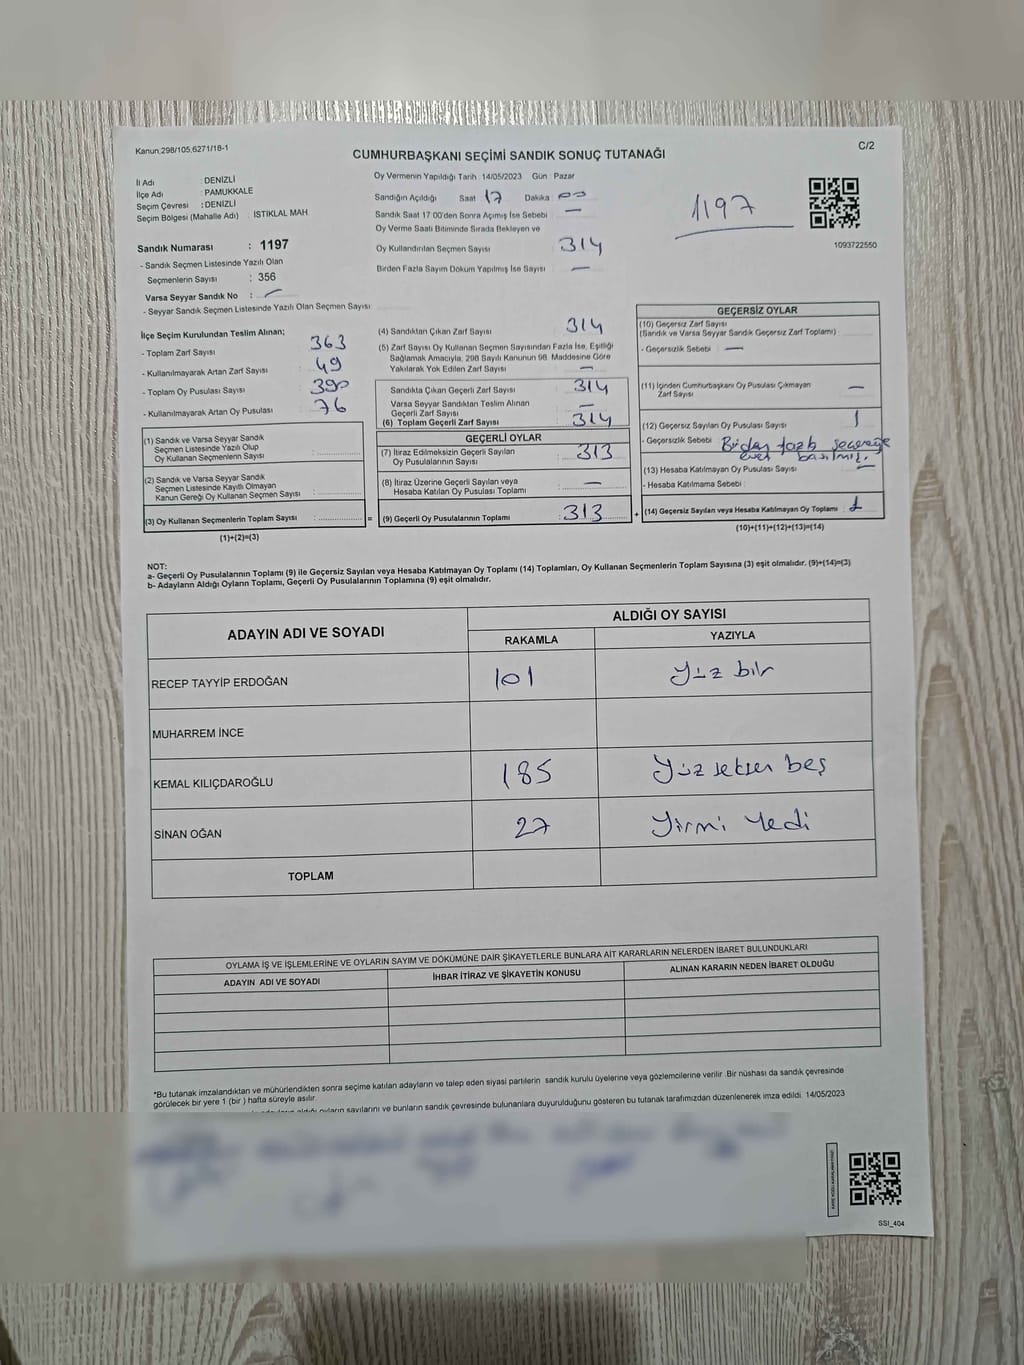 Kanun.298/105,6271/18-1
C/2
CUMHURBAŞKANI SEÇİMİ SANDIK SONUÇ TUTANAĞI
İl Adı : DENİZLİ
İlçe Adı : PAMUKKALE
Seçim Çevresi : DENİZLİ
Seçim Bölgesi (Mahalle Adı) : İSTİKLAL MAH.
Sandık Numarası : 1197
- Sandık Seçmen Listesinde Yazılı Olan
Seçmenlerin Sayısı : 356
Varsa Seyyar Sandık No : —
- Seyyar Sandık Seçmen Listesinde Yazılı Olan Seçmen Sayısı :
Oy Vermenin Yapıldığı Tarih :14/05/2023 Gün : Pazar
Sandığın Açıldığı Saat 17 Dakika 00
Sandık Saat 17:00'den Sonra Açılmış İse Sebebi —
Oy Verme Saati Bitiminde Sırada Bekleyen ve
Oy Kullandırılan Seçmen Sayısı 314
Birden Fazla Sayım Döküm Yapılmış İse Sayısı —
1197
1093722550
İlçe Seçim Kurulundan Teslim Alınan;
- Toplam Zarf Sayısı : 363
- Kullanılmayarak Artan Zarf Sayısı : 49
- Toplam Oy Pusulası Sayısı : 390
- Kullanılmayarak Artan Oy Pusulası : 76
(1) Sandık ve Varsa Seyyar Sandık
Seçmen Listesinde Yazılı Olup
Oy Kullanan Seçmenlerin Sayısı :
(2) Sandık ve Varsa Seyyar Sandık
Seçmen Listesinde Kayıtlı Olmayan
Kanun Gereği Oy Kullanan Seçmen Sayısı :
(3) Oy Kullanan Seçmenlerin Toplam Sayısı :
(1)+(2)=(3)
=
(4) Sandıktan Çıkan Zarf Sayısı 314
(5) Zarf Sayısı Oy Kullanan Seçmen Sayısından Fazla İse, Eşitliği
Sağlamak Amacıyla, 298 Sayılı Kanunun 98. Maddesine Göre
Yakılarak Yok Edilen Zarf Sayısı —
Sandıkta Çıkan Geçerli Zarf Sayısı : 314
Varsa Seyyar Sandıktan Teslim Alınan
Geçerli Zarf Sayısı : —
(6) Toplam Geçerli Zarf Sayısı : 314
GEÇERLİ OYLAR
(7) İtiraz Edilmeksizin Geçerli Sayılan
Oy Pusulalarının Sayısı : 313
(8) İtiraz Üzerine Geçerli Sayılan veya
Hesaba Katılan Oy Pusulası Toplamı : —
(9) Geçerli Oy Pusulalarının Toplamı : 313
+
GEÇERSİZ OYLAR
(10) Geçersiz Zarf Sayısı
(Sandık ve Varsa Seyyar Sandık Geçersiz Zarf Toplamı) :
- Geçersizlik Sebebi : —
(11) İçinden Cumhurbaşkanı Oy Pusulası Çıkmayan
Zarf Sayısı : —
(12) Geçersiz Sayılan Oy Pusulası Sayısı : 1
- Geçersizlik Sebebi : Birden fazla seçeneğe
evet basılmış.
(13) Hesaba Katılmayan Oy Pusulası Sayısı : —
- Hesaba Katılmama Sebebi :
(14) Geçersiz Sayılan veya Hesaba Katılmayan Oy Toplamı : 1
(10)+(11)+(12)+(13)=(14)
NOT:
a- Geçerli Oy Pusulalarının Toplamı (9) ile Geçersiz Sayılan veya Hesaba Katılmayan Oy Toplamı (14) Toplamları, Oy Kullanan Seçmenlerin Toplam Sayısına (3) eşit olmalıdır. (9)+(14)=(3)
b- Adayların Aldığı Oyların Toplamı, Geçerli Oy Pusulalarının Toplamına (9) eşit olmalıdır.
ADAYIN ADI VE SOYADI
ALDIĞI OY SAYISI
RAKAMLA
YAZIYLA
RECEP TAYYİP ERDOĞAN 101 Yüz bir
MUHARREM İNCE
KEMAL KILIÇDAROĞLU 185 Yüz seksen beş
SİNAN OĞAN 27 Yirmi Yedi
TOPLAM
OYLAMA İŞ VE İŞLEMLERİNE VE OYLARIN SAYIM VE DÖKÜMÜNE DAİR ŞİKAYETLERLE BUNLARA AİT KARARLARIN NELERDEN İBARET BULUNDUKLARI
ADAYIN ADI VE SOYADI
İHBAR İTİRAZ VE ŞİKAYETİN KONUSU
ALINAN KARARIN NEDEN İBARET OLDUĞU
*Bu tutanak imzalandıktan ve mühürlendikten sonra seçime katılan adayların ve talep eden siyasi partilerin sandık kurulu üyelerine veya gözlemcilerine verilir .Bir nüshası da sandık çevresinde
görülecek bir yere 1 (bir ) hafta süreyle asılır.
oyların sayılarını ve bunların sandık çevresinde bulunanlara duyurulduğunu gösteren bu tutanak tarafımızdan düzenlenerek imza edildi. 14/05/2023
SSİ_404